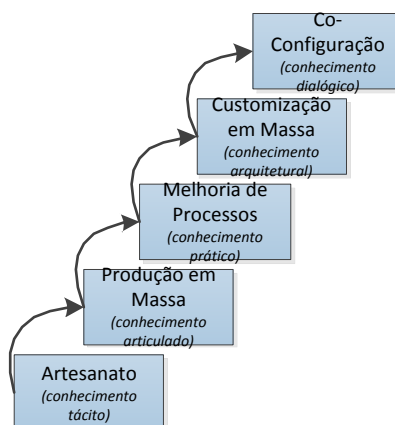 Co-
Configuração
(conhecimento
dialógico)
Customização
em Massa
(conhecimento
arquitetural)
Melhoria de
Processos
(conhecimento
prático)
Produção em
Massa
(conhecimento
articulado)
Artesanato
(conhecimento
tácito)